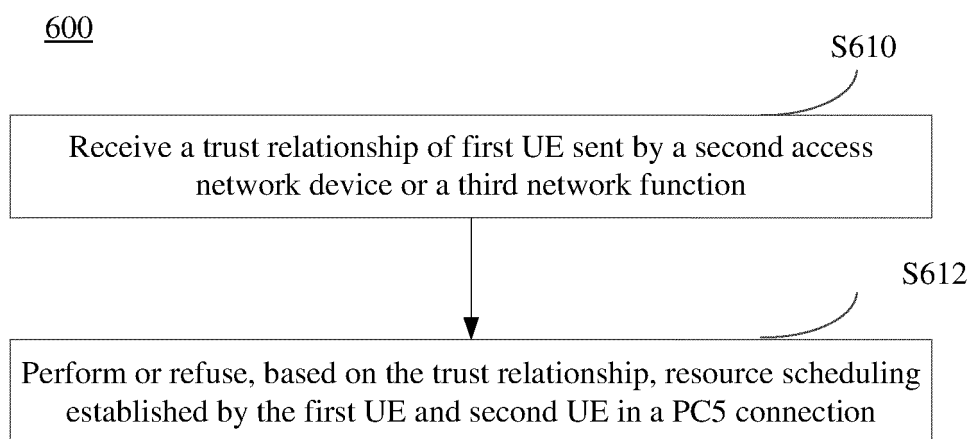 600
S610
Receive a trust relationship of first UE sent by a second access
network device or a third network function
S612
Perform or refuse, based on the trust relationship, resource scheduling
established by the first UE and second UE in a PC5 connection